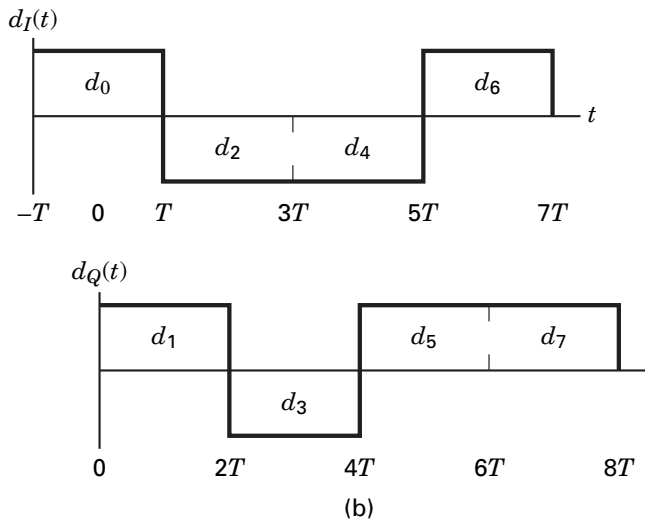 d_I(t)
d_0
d_6
t
d_2
d_4
–T 0 T 3T 5T 7T
d_Q(t)
d_1
d_5
d_7
d_3
0 2T 4T 6T 8T
(b)